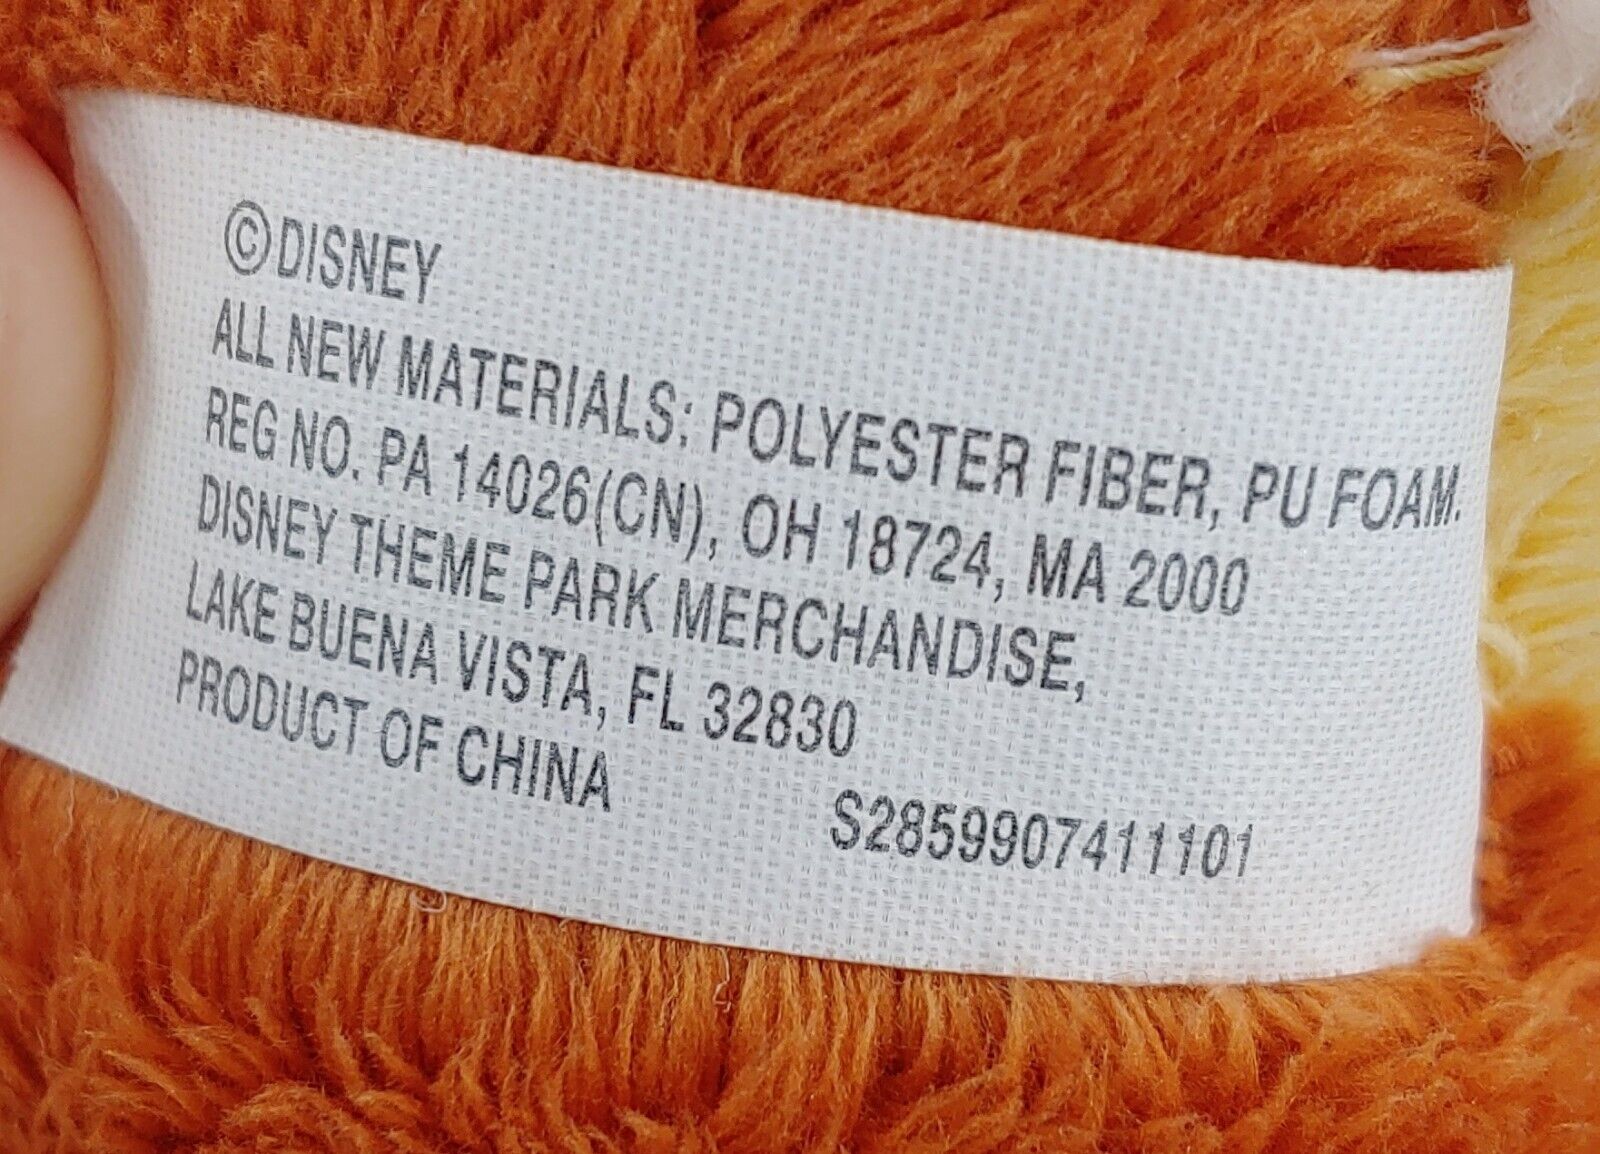 ©DISNEY
ALL NEW MATERIALS: POLYESTER FIBER, PU FOAM.
REG NO. PA 14026(CN), OH 18724, MA 2000
DISNEY THEME PARK MERCHANDISE,
LAKE BUENA VISTA, FL 32830
PRODUCT OF CHINA
S2859907411101